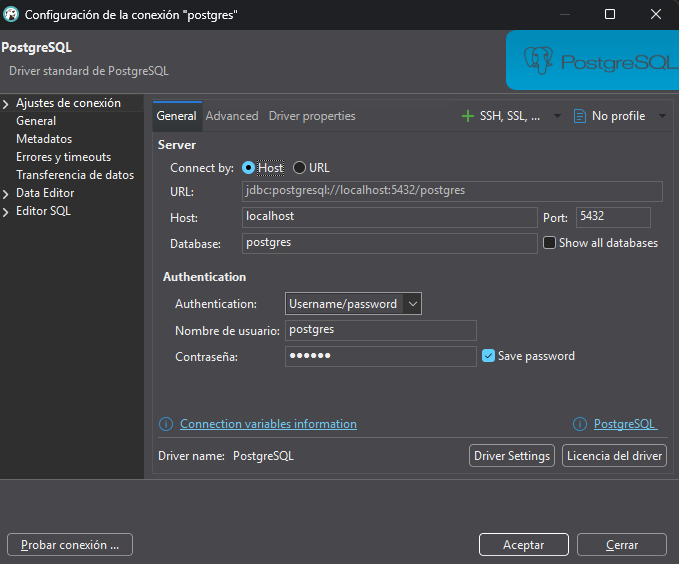 Configuración de la conexión "postgres"
PostgreSQL
Driver standard de PostgreSQL
PostgreSQL
Ajustes de conexión
General
Metadatos
Errores y timeouts
Transferencia de datos
Data Editor
Editor SQL
General Advanced Driver properties SSH, SSL, ... No profile
Server
Connect by: Host URL
URL: jdbc:postgresql://localhost:5432/postgres
Host: localhost Port: 5432
Database: postgres Show all databases
Authentication
Authentication: Username/password
Nombre de usuario: postgres
Contraseña: ●●●●●● Save password
Connection variables information PostgreSQL
Driver name: PostgreSQL Driver Settings Licencia del driver
Probar conexión ... Aceptar Cerrar